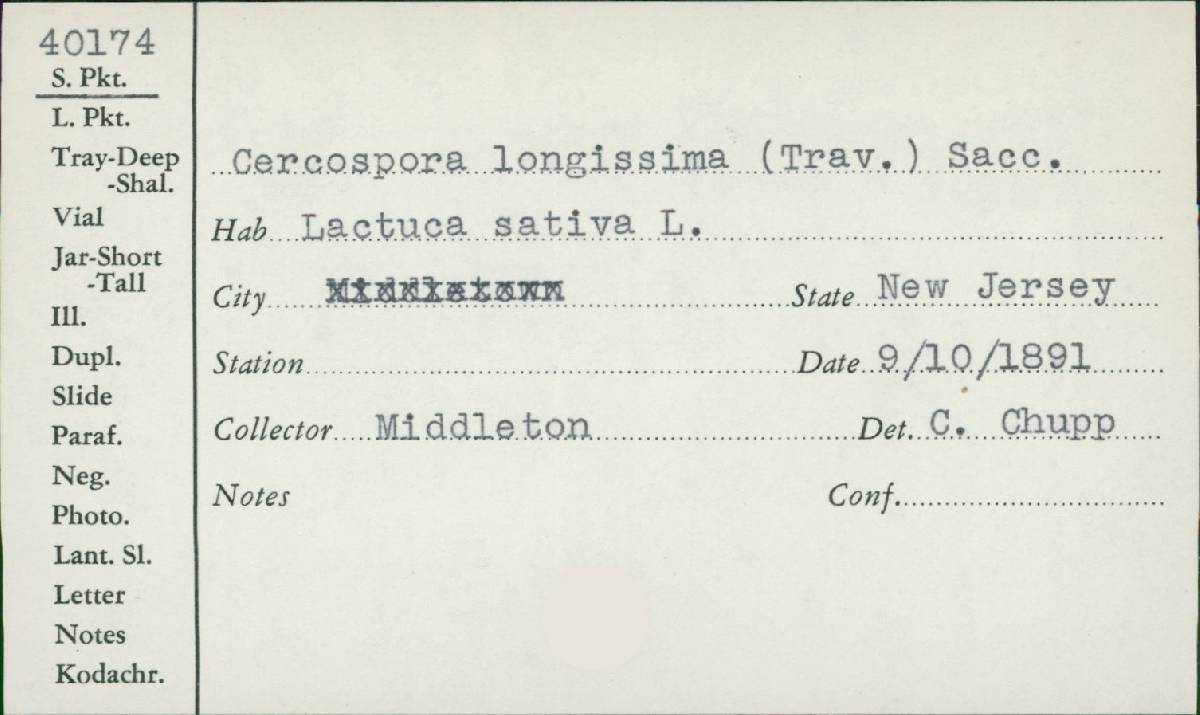 40174
S. Pkt.
L. Pkt.
Tray-Deep
-Shal.
Vial
Jar-Short
-Tall
Ill.
Dupl.
Slide
Paraf.
Neg.
Photo.
Lant. Sl.
Letter
Notes
Kodachr.
Cercospora longissima (Trav.) Sacc.
Hab Lactuca sativa L.
City State New Jersey
Station Date 9/10/1891
Collector Middleton Det. C. Chupp
Notes Conf.